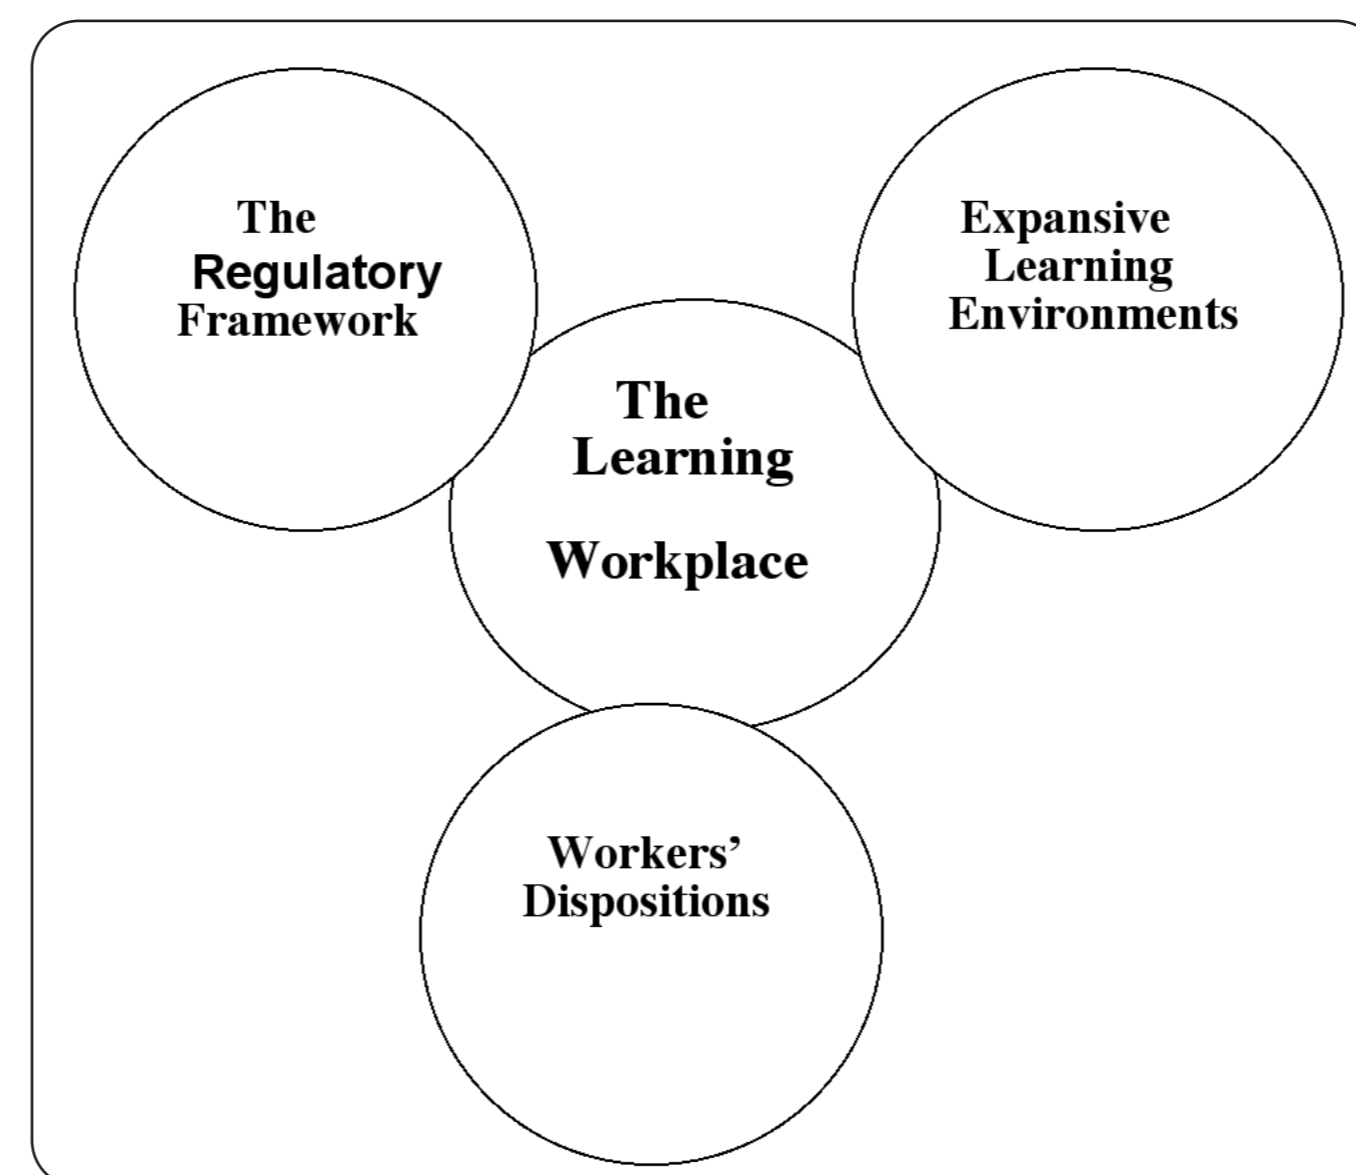 The
Regulatory
Framework
Expansive
Learning
Environments
The
Learning
Workplace
Workers’
Dispositions